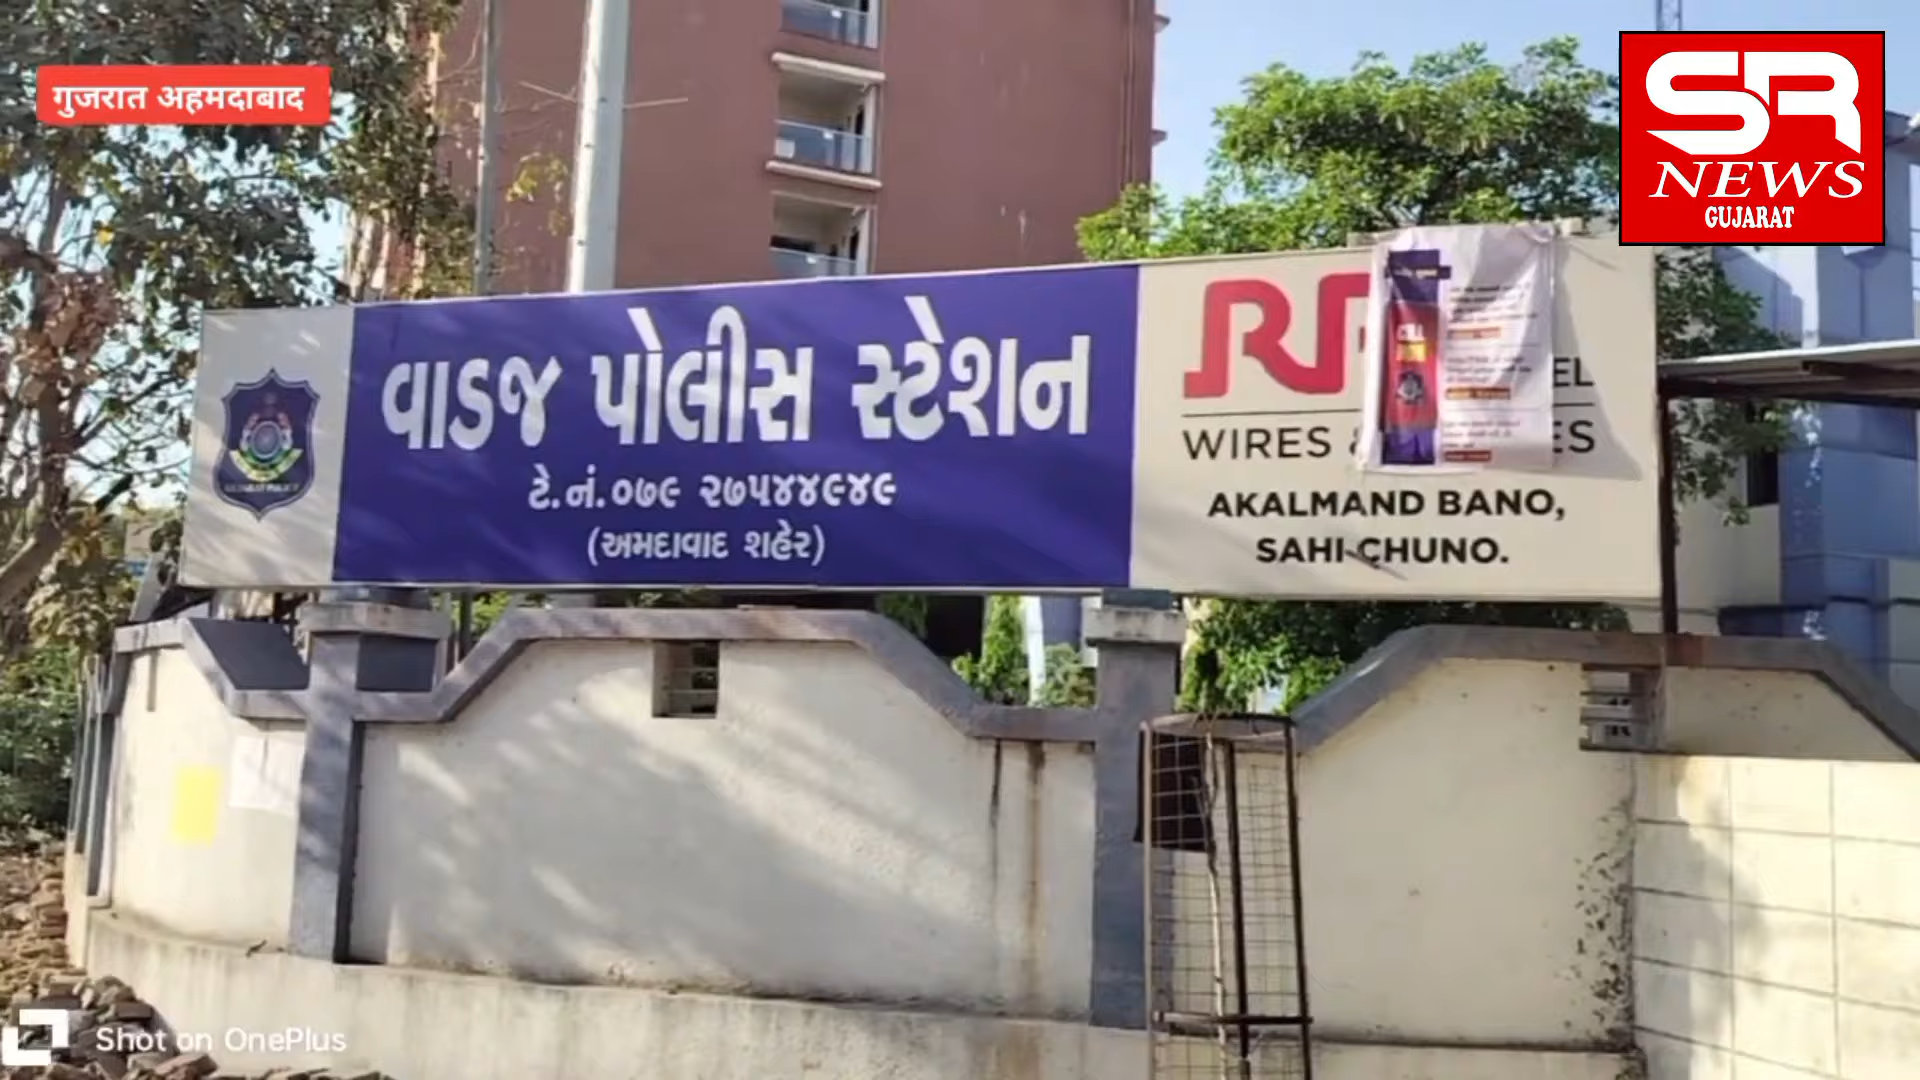 गुजरात अहमदाबाद
SR
NEWS
GUJARAT
વાડજ પોલીસ સ્ટેશન
ટે.નં.૦૭૯ ૨૭૫૪૪૯૪૯
(અમદાવાદ શહેર)
WIRES &
AKALMAND BANO,
SAHI CHUNO.
Shot on OnePlus